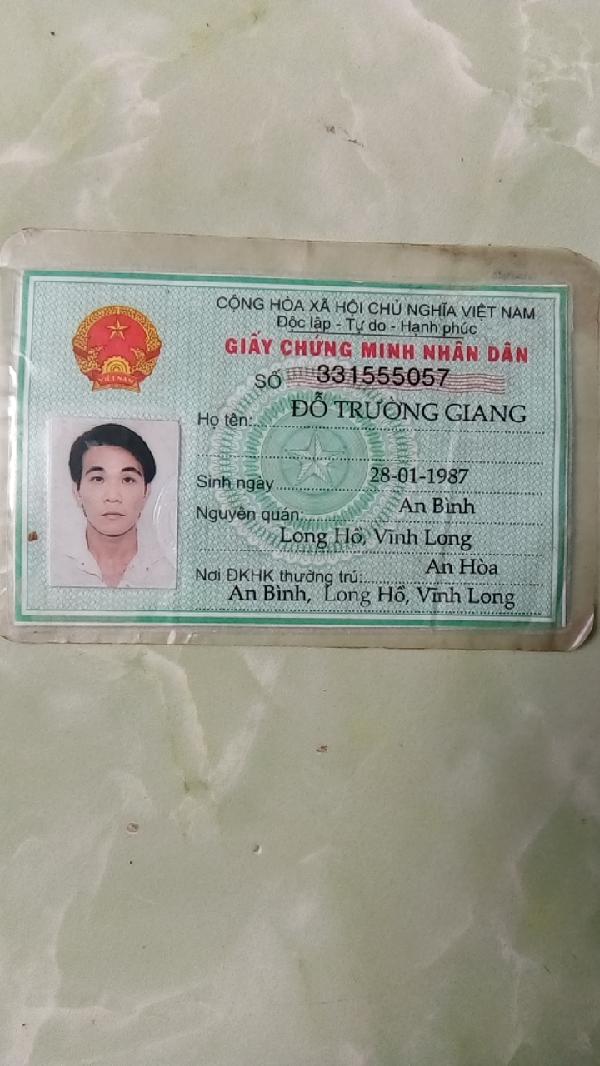 CỘNG HÒA XÃ HỘI CHỦ NGHĨA VIỆT NAM
Độc lập - Tự do - Hạnh phúc
GIẤY CHỨNG MINH NHÂN DÂN
SỐ 331555057
Họ tên: ĐỖ TRƯỜNG GIANG
Sinh ngày 28-01-1987
Nguyên quán: An Bình
Long Hồ, Vĩnh Long
Nơi ĐKHK thường trú: An Hòa
An Bình, Long Hồ, Vĩnh Long
VIỆT NAM